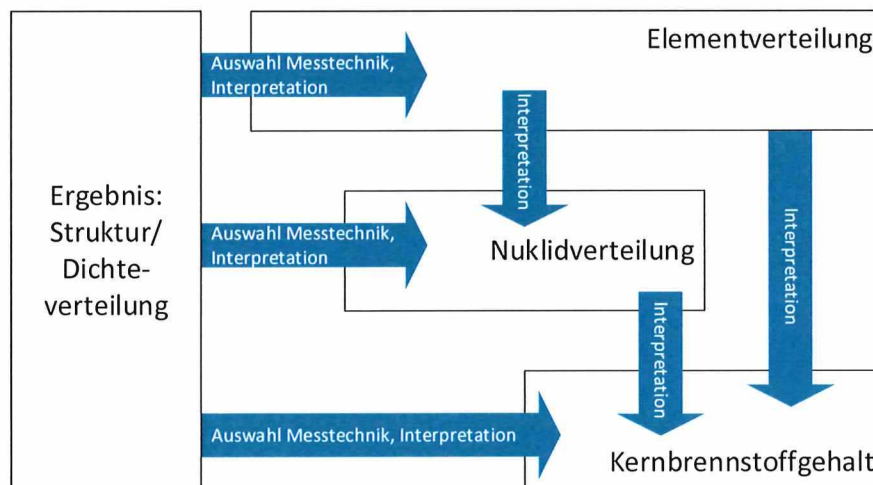 Elementverteilung
Auswahl Messtechnik,
Interpretation
Interpretation
Interpretation
Ergebnis:
Struktur/
Dichte-
verteilung
Auswahl Messtechnik,
Interpretation
Nuklidverteilung
Interpretation
Auswahl Messtechnik, Interpretation
Kernbrennstoffgehalt